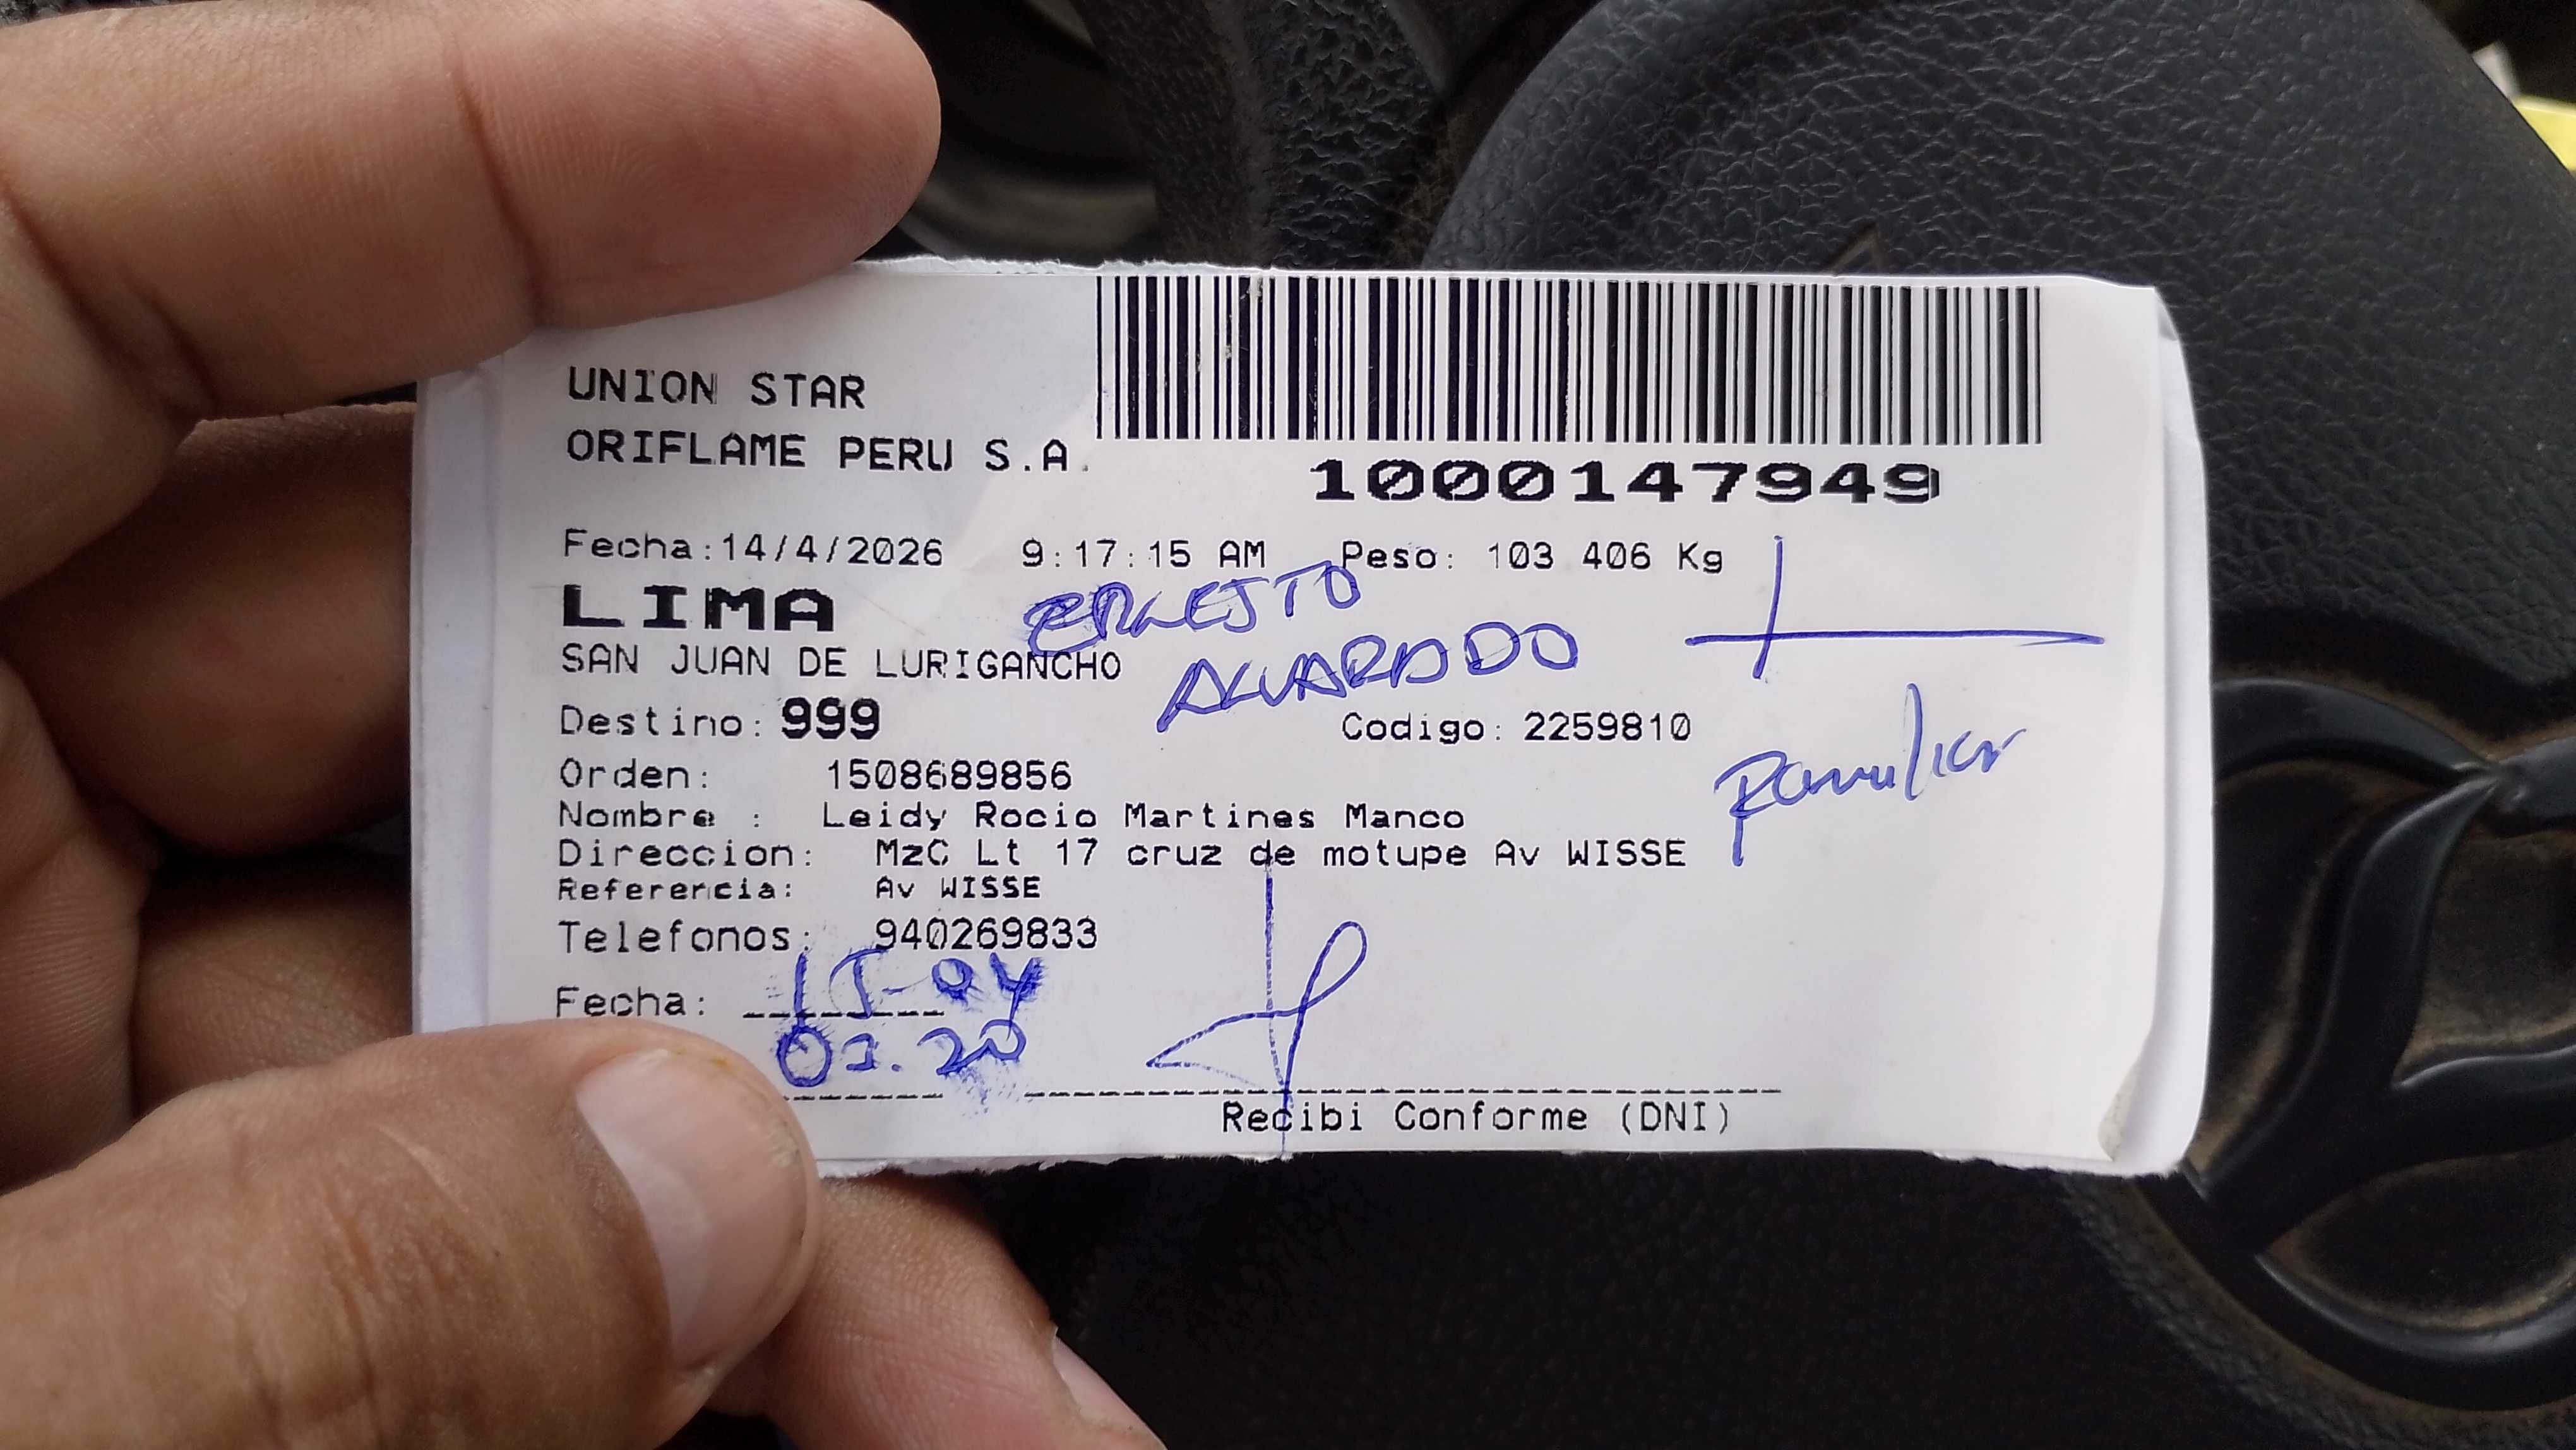 UNION STAR
ORIFLAME PERU S.A.
1000147949
Fecha:14/4/2026 9:17:15 AM Peso: 103 406 Kg
LIMA
ERNESTO
SAN JUAN DE LURIGANCHO
ALVARADO
Destino: 999 Codigo: 2259810
Familiar
Orden: 1508689856
Nombre : Leidy Rocio Martines Manco
Direccion: MzC Lt 17 cruz de motupe Av WISSE
Referencia: Av WISSE
Telefonos: 940269833
Fecha: 15-04
03.20
Recibi Conforme (DNI)